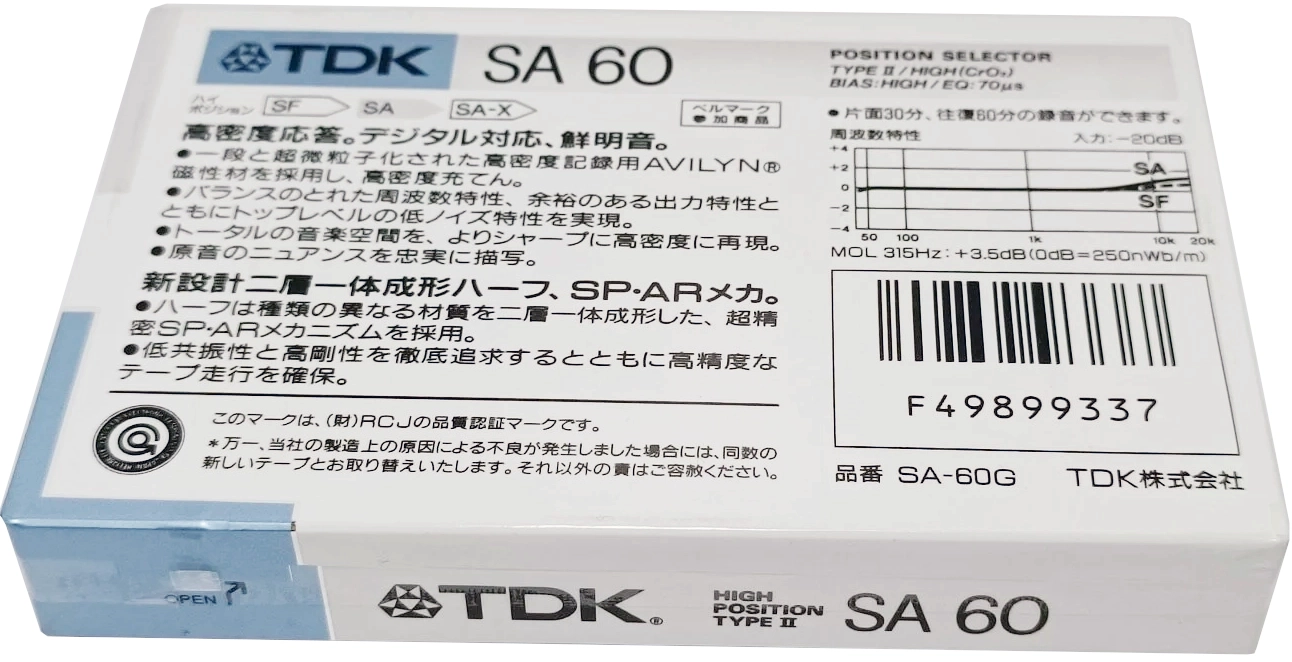 TDK SA 60
ハイポジション SF SA SA-X
ベルマーク
参加商品
高密度応答。デジタル対応、鮮明音。
●一段と超微粒子化された高密度記録用AVILYN®
磁性材を採用し、高密度充てん。
●バランスのとれた周波数特性、余裕のある出力特性と
ともにトップレベルの低ノイズ特性を実現。
●トータルの音楽空間を、よりシャープに高密度に再現。
●原音のニュアンスを忠実に描写。
新設計二層一体成形ハーフ、SP・ARメカ。
●ハーフは種類の異なる材質を二層一体成形した、超精
密SP・ARメカニズムを採用。
●低共振性と高剛性を徹底追求するとともに高精度な
テープ走行を確保。
このマークは、(財)RCJの品質認証マークです。
*万一、当社の製造上の原因による不良が発生しました場合には、同数の
新しいテープとお取り替えいたします。それ以外の責はご容赦ください。
POSITION SELECTOR
TYPE II/HIGH(CrO₂)
BIAS:HIGH/EQ:70μs
●片面30分、往復60分の録音ができます。
周波数特性 入力:−20dB
+4
+2
0
−2
−4
SA
SF
50 100 1k 10k 20k
MOL 315Hz:+3.5dB(0dB=250nWb/m)
F49899337
品番 SA-60G TDK株式会社
OPEN
TDK®
HIGH
POSITION
TYPE II
SA 60